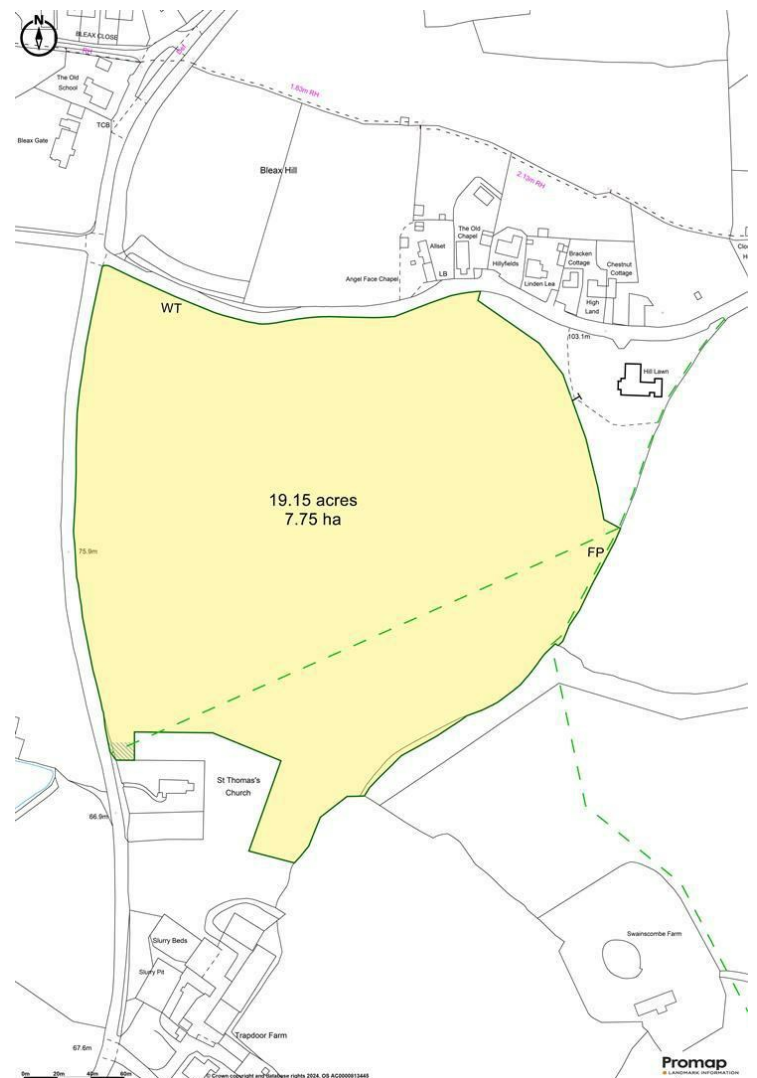 N
BLEAX CLOSE
RH
The Old
School
1.83m RH
TCB
Bleax Gate
Bleax Hill
2.13m RH
The Old
Chapel
Allset
Hillyfields
Bracken
Cottage
Chestnut
Cottage
Angel Face Chapel
LB
Linden Lea
High
Land
WT
103.1m
Hill Lawn
T
19.15 acres
7.75 ha
75.9m
FP
St Thomas's
Church
66.9m
Slurry Beds
Swainscombe Farm
Slurry Pit
Trapdoor Farm
67.6m
0m 20m 40m 60m
© Crown copyright and database rights 2024. OS AC0000813445
Promap
LANDMARK INFORMATION